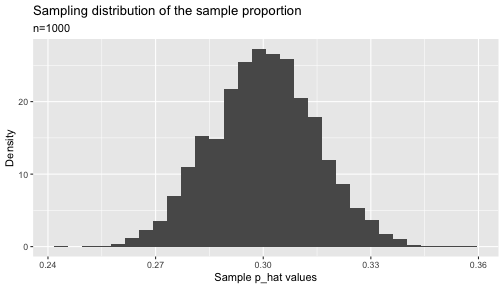 Sampling distribution of the sample proportion
n=1000
Density
20
10
0
0.24 0.27 0.30 0.33 0.36
Sample p_hat values